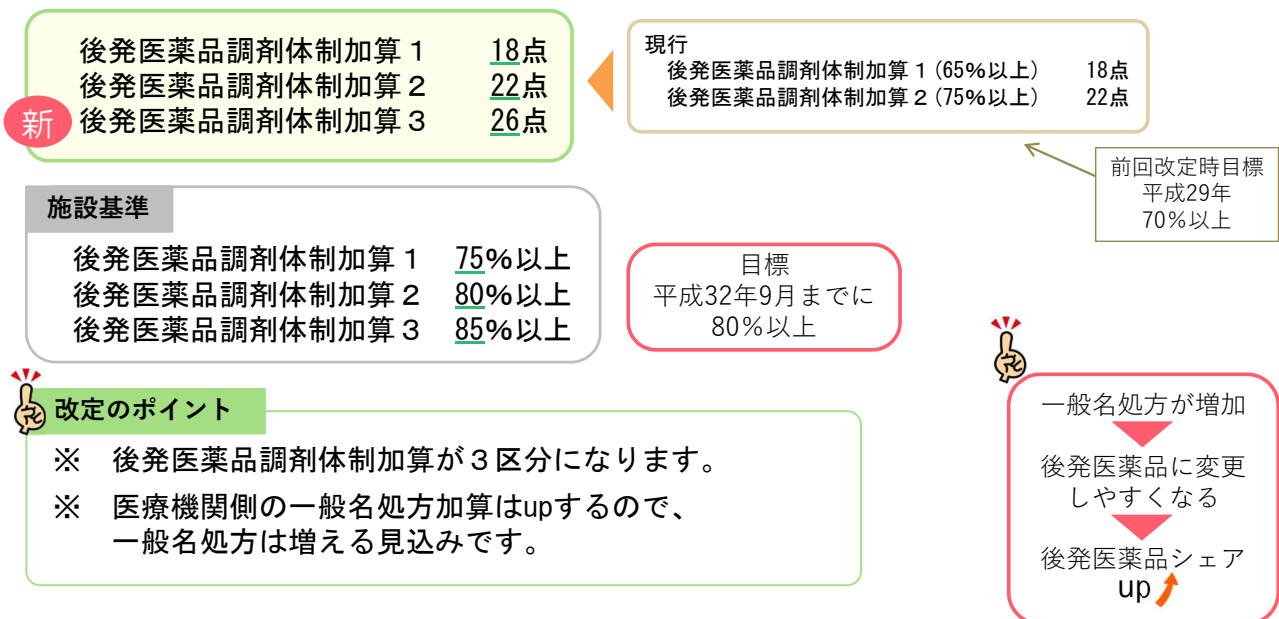 後発医薬品調剤体制加算１　18点
後発医薬品調剤体制加算２　22点
新
後発医薬品調剤体制加算３　26点
現行
後発医薬品調剤体制加算１（65%以上）　18点
後発医薬品調剤体制加算２（75%以上）　22点
前回改定時目標
平成29年
70%以上
施設基準
後発医薬品調剤体制加算１　75%以上
後発医薬品調剤体制加算２　80%以上
後発医薬品調剤体制加算３　85%以上
目標
平成32年9月までに
80%以上
改定のポイント
※　後発医薬品調剤体制加算が３区分になります。
※　医療機関側の一般名処方加算はupするので、
一般名処方は増える見込みです。
一般名処方が増加
後発医薬品に変更
しやすくなる
後発医薬品シェア
up